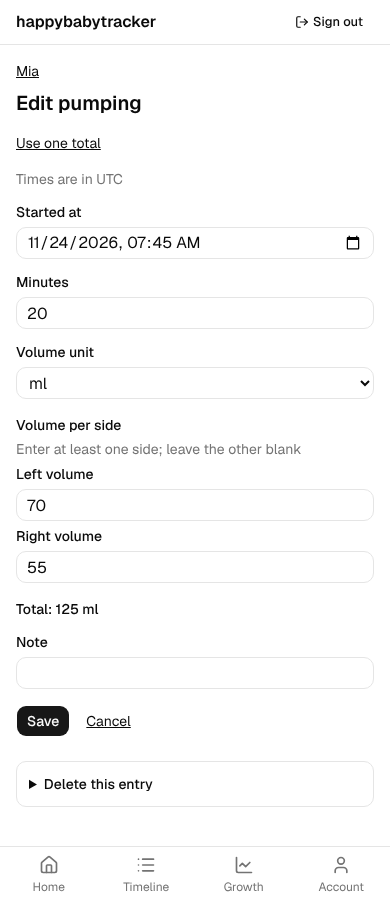 happybabytracker
Sign out
Mia
Edit pumping
Use one total
Times are in UTC
Started at
11/24/2026, 07:45 AM
Minutes
20
Volume unit
ml
Volume per side
Enter at least one side; leave the other blank
Left volume
70
Right volume
55
Total: 125 ml
Note
Save
Cancel
Delete this entry
Home
Timeline
Growth
Account